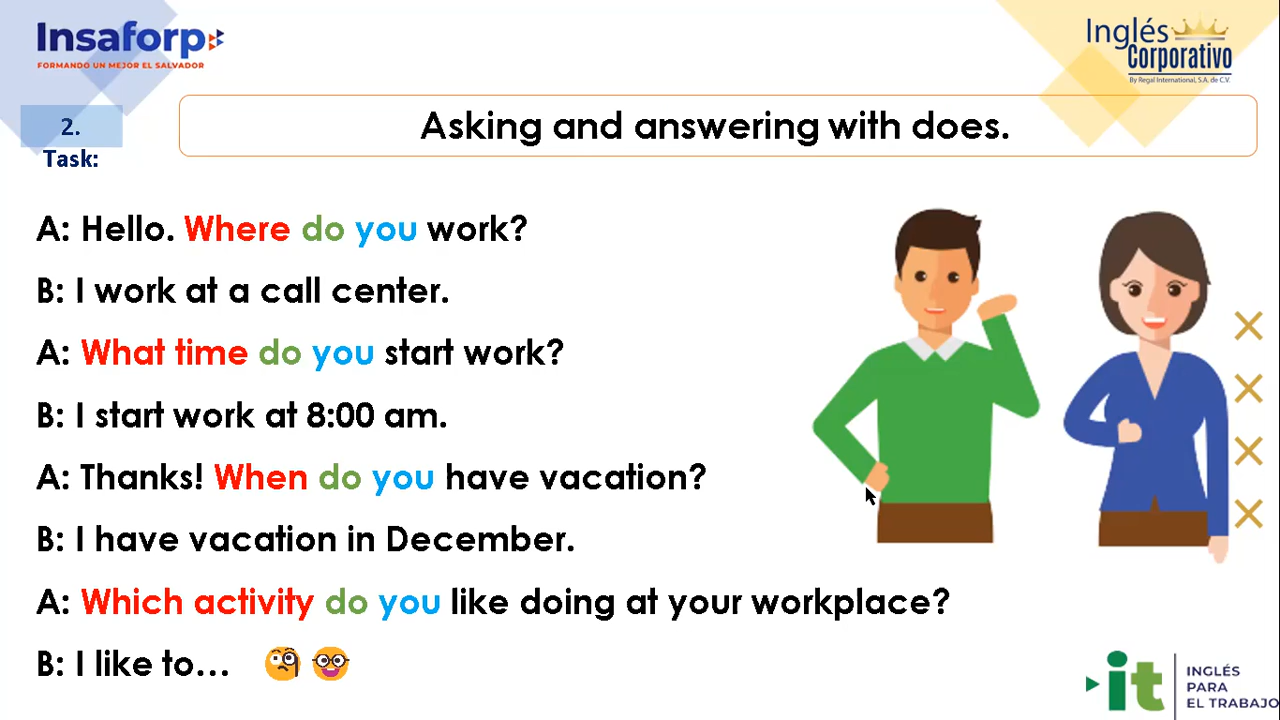 Insaforp
FORMANDO UN MEJOR EL SALVADOR
Inglés
Corporativo
By Regal International, S.A. de C.V.
2.
Task:
Asking and answering with does.
A: Hello. Where do you work?
B: I work at a call center.
A: What time do you start work?
B: I start work at 8:00 am.
A: Thanks! When do you have vacation?
B: I have vacation in December.
A: Which activity do you like doing at your workplace?
B: I like to…
it
INGLÉS
PARA
EL TRABAJO